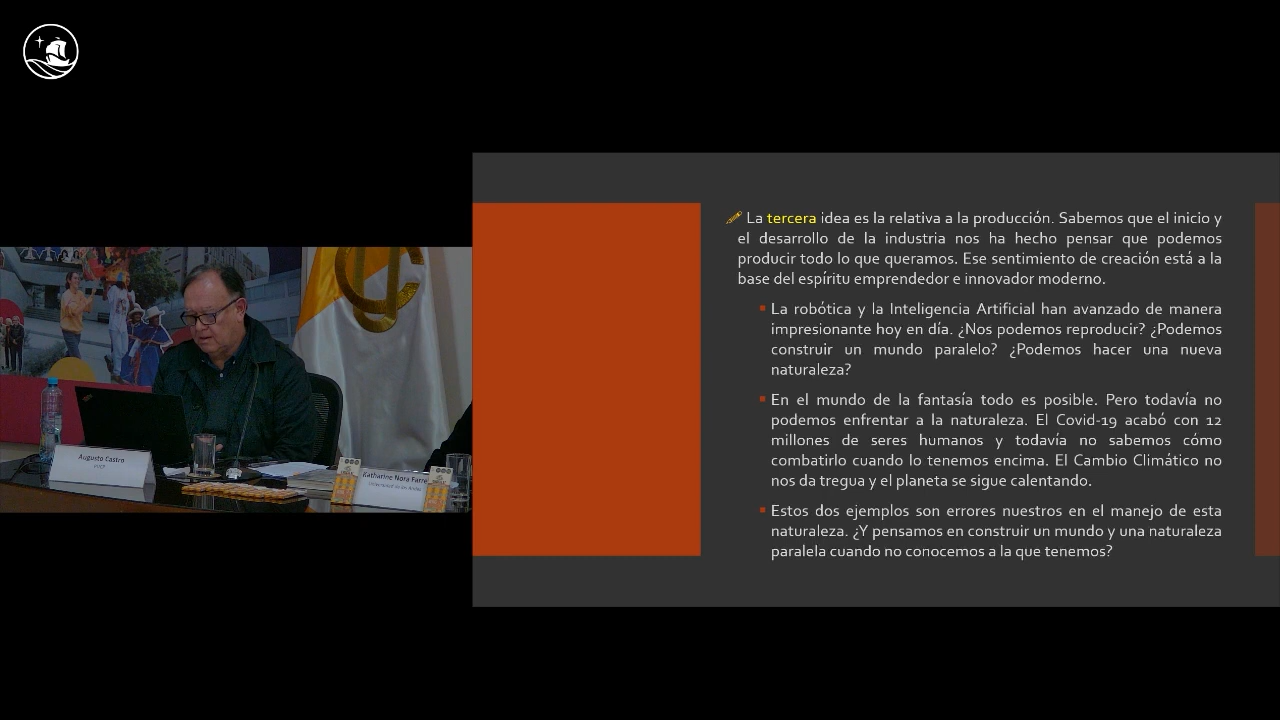 La tercera idea es la relativa a la producción. Sabemos que el inicio y
el desarrollo de la industria nos ha hecho pensar que podemos
producir todo lo que queramos. Ese sentimiento de creación está a la
base del espíritu emprendedor e innovador moderno.
La robótica y la Inteligencia Artificial han avanzado de manera
impresionante hoy en día. ¿Nos podemos reproducir? ¿Podemos
construir un mundo paralelo? ¿Podemos hacer una nueva
naturaleza?
En el mundo de la fantasía todo es posible. Pero todavía no
podemos enfrentar a la naturaleza. El Covid-19 acabó con 12
millones de seres humanos y todavía no sabemos cómo
combatirlo cuando lo tenemos encima. El Cambio Climático no
nos da tregua y el planeta se sigue calentando.
Estos dos ejemplos son errores nuestros en el manejo de esta
naturaleza. ¿Y pensamos en construir un mundo y una naturaleza
paralela cuando no conocemos a la que tenemos?
Augusto Castro
PUCP
Katharine Nora Farre